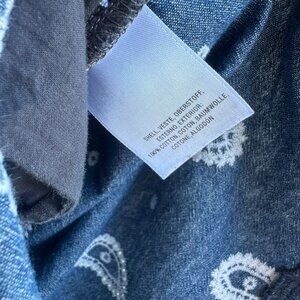 SHELL, VESTE, OBERSTOFF,
ESTERNO, EXTERIOR:
100% COTTON, COTON, BAUMWOLLE,
COTONE, ALGODÓN